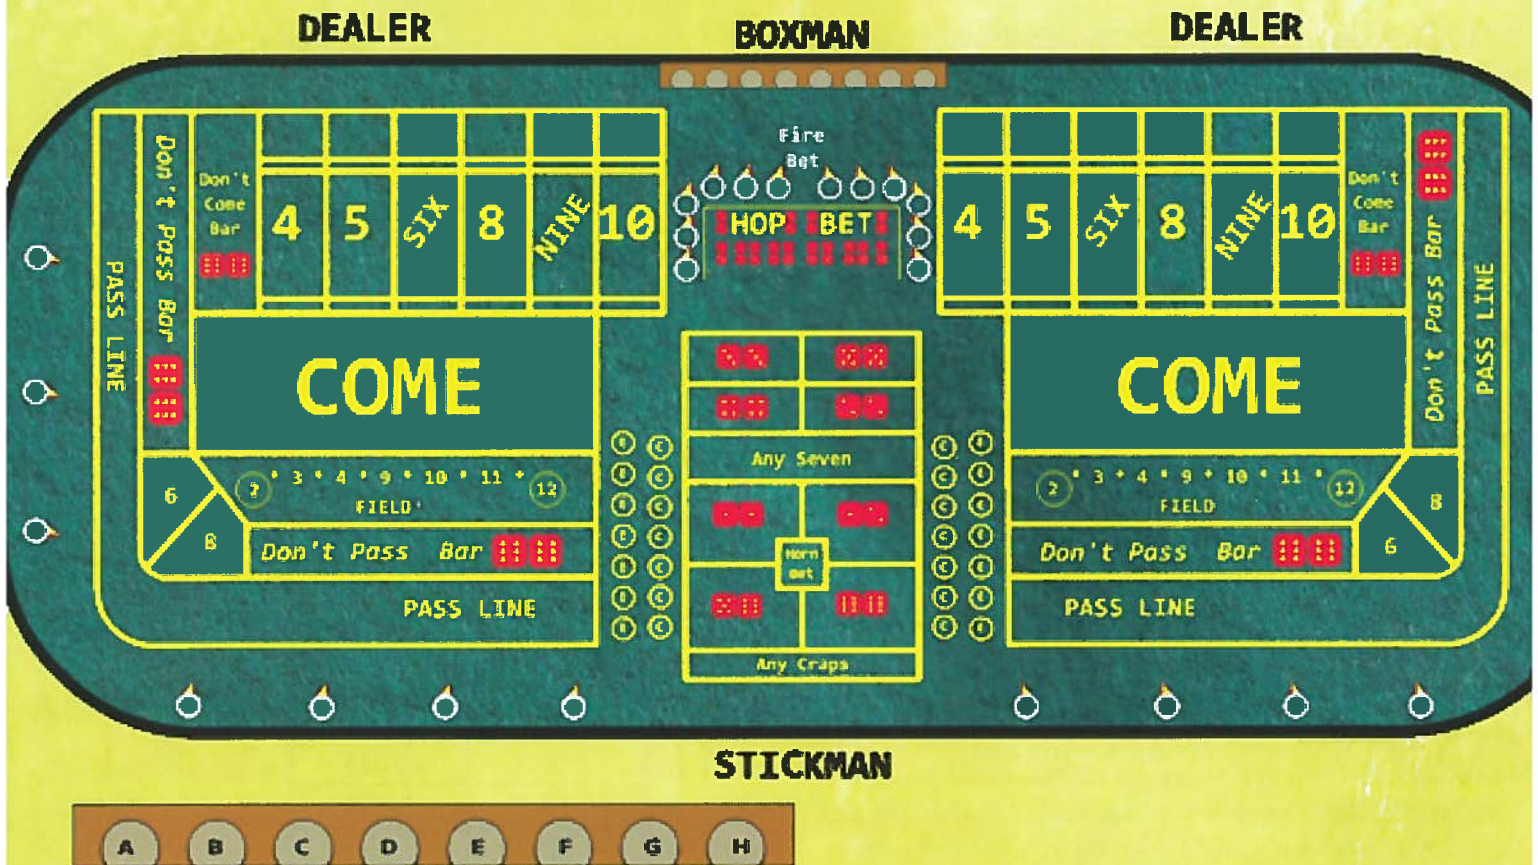 DEALER
BOXMAN
DEALER
Fire
Bet
HOP BET
PASS LINE
Don't Pass Bar
Don't
Come
Bar
4 5 SIX 8 NINE 10
COME
2 3 4 9 10 11 12
FIELD
6
8
Don't Pass Bar
PASS LINE
Any Seven
Horn
Bet
Any Craps
4 5 SIX 8 NINE 10
Don't
Come
Bar
Don't Pass Bar
PASS LINE
COME
2 3 4 9 10 11 12
FIELD
8
6
Don't Pass Bar
PASS LINE
STICKMAN
A B C D E F G H